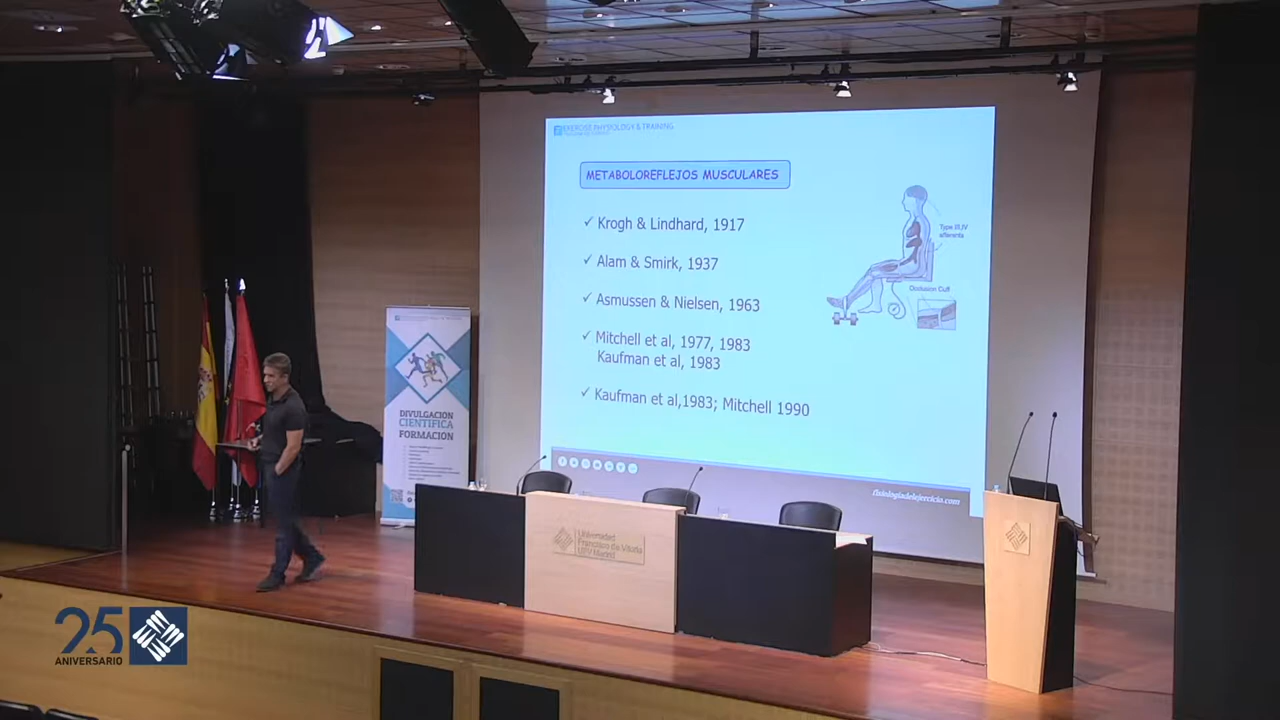 EXERCISE PHYSIOLOGY & TRAINING
METABOLOREFLEJOS MUSCULARES
✓ Krogh & Lindhard, 1917
✓ Alam & Smirk, 1937
✓ Asmussen & Nielsen, 1963
✓ Mitchell et al, 1977, 1983
Kaufman et al, 1983
✓ Kaufman et al,1983; Mitchell 1990
Type III,IV
afferents
Occlusion Cuff
fisiologiadelejercicio.com
DIVULGACION
CIENTÍFICA
FORMACION
Universidad
Francisco de Vitoria
UFV Madrid
25
ANIVERSARIO